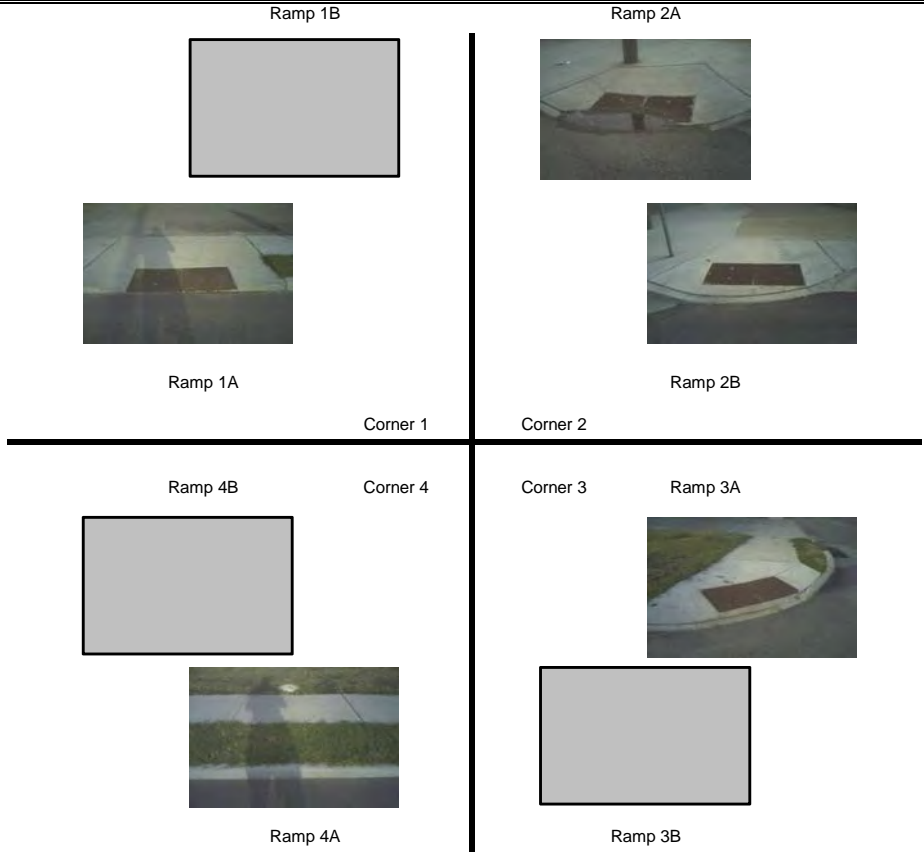 Ramp 1B
Ramp 2A
Ramp 1A
Ramp 2B
Corner 1
Corner 2
Ramp 4B
Corner 4
Corner 3
Ramp 3A
Ramp 4A
Ramp 3B